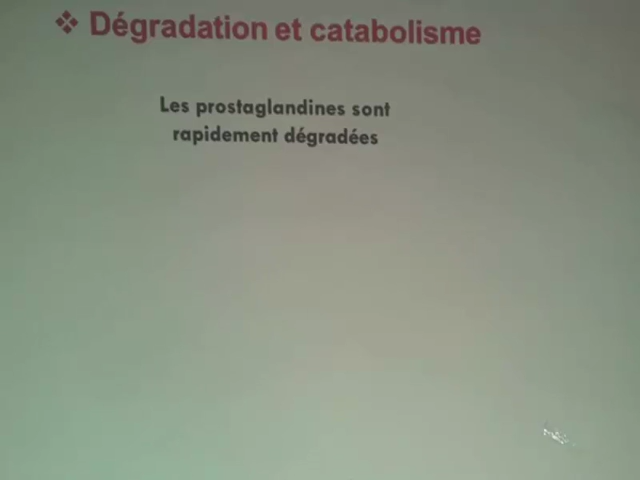 ❖ Dégradation et catabolisme
Les prostaglandines sont
rapidement dégradées